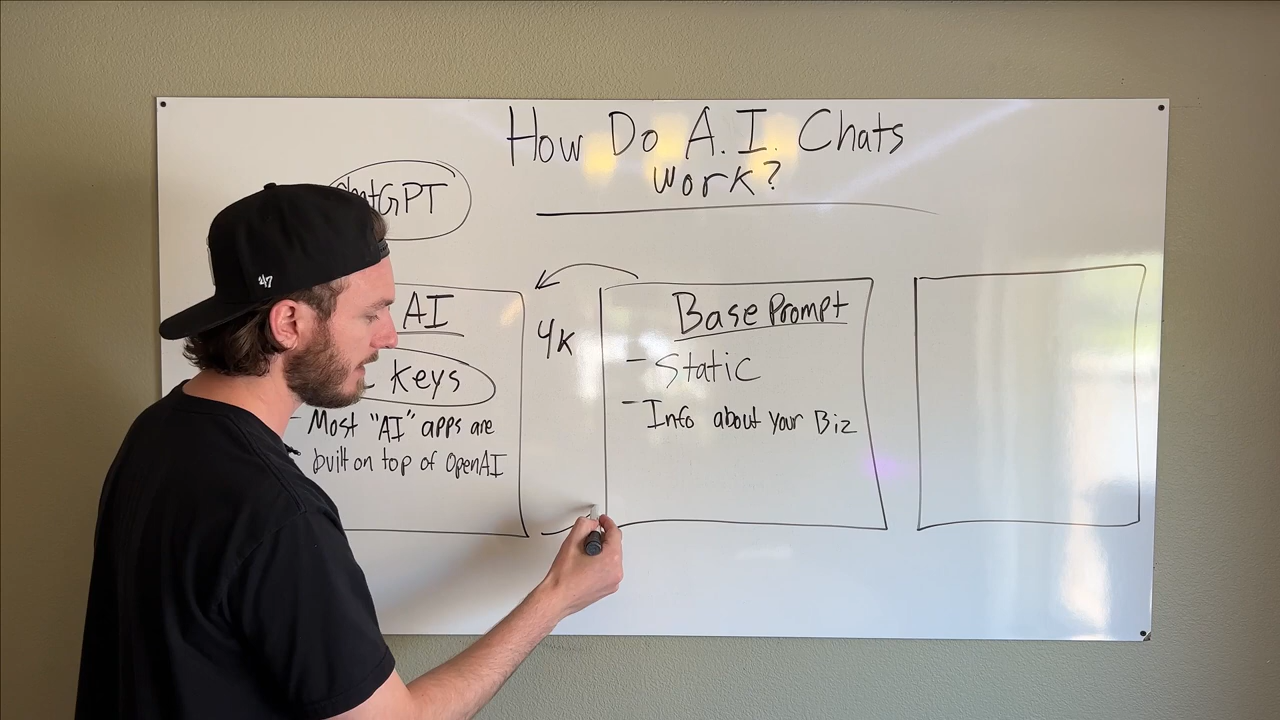 How Do A.I. Chats
Work?
ChatGPT
AI
Keys
- Most "AI" apps are
built on top of OpenAI
4K
Base Prompt
- Static
- Info about your Biz
47